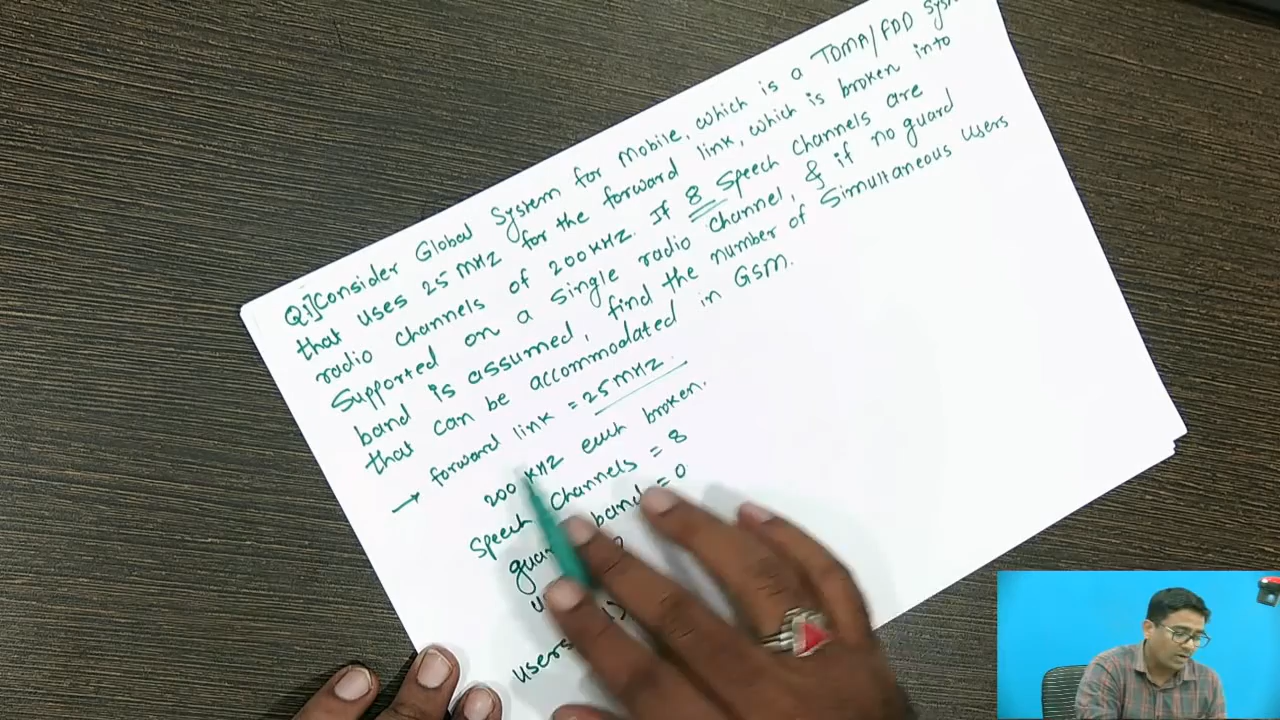 Q1] Consider Global System for Mobile, which is a TDMA/FDD
that uses 25 MHz for the forward link, which is broken into
radio channels of 200 KHZ. If 8 Speech Channels are
Supported on a single radio channel, & if no guard
band is assumed, find the number of simultaneous users
that can be accommodated in GSM.
→ forward link = 25 MHZ.
200 KHZ each broken.
Speech Channels = 8
band = 0
users